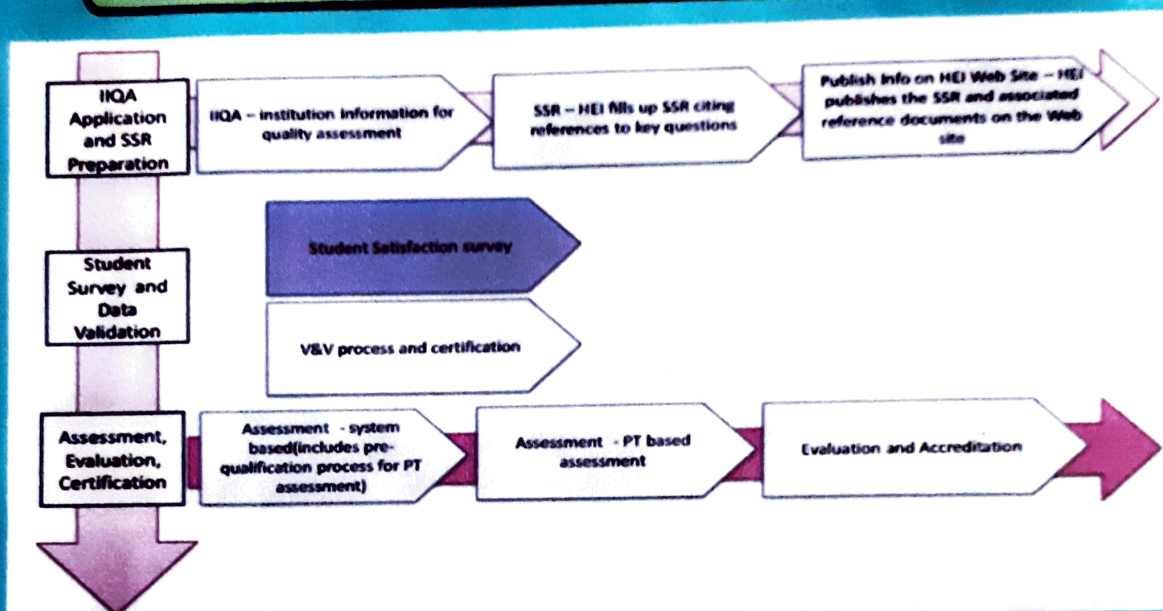 IIQA
Application
and SSR
Preparation
IIQA – institution Information for
quality assessment
SSR – HEI fills up SSR citing
references to key questions
Publish Info on HEI Web Site – HEI
publishes the SSR and associated
reference documents on the Web
site
Student
Survey and
Data
Validation
Student Satisfaction survey
V&V process and certification
Assessment,
Evaluation,
Certification
Assessment - system
based(includes pre-
qualification process for PT
assessment)
Assessment - PT based
assessment
Evaluation and Accreditation